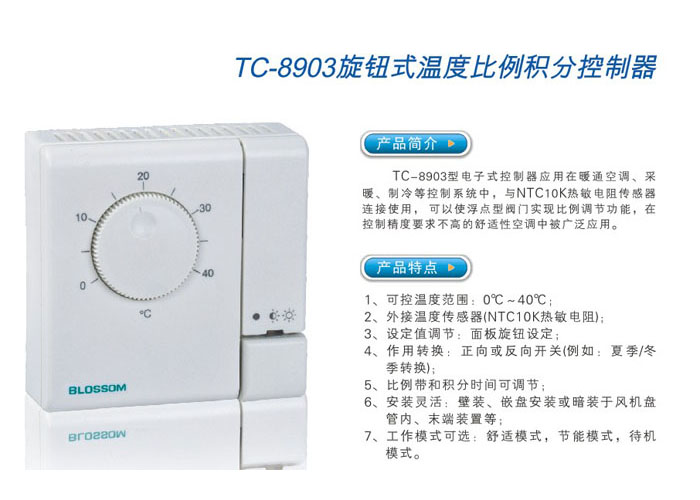 TC-8903旋钮式温度比例积分控制器
产品简介
TC-8903型电子式控制器应用在暖通空调、采
暖、制冷等控制系统中，与NTC10K热敏电阻传感器
连接使用，可以使浮点型阀门实现比例调节功能，在
控制精度要求不高的舒适性空调中被广泛应用。
产品特点
1、可控温度范围：0℃～40℃；
2、外接温度传感器(NTC10K热敏电阻)；
3、设定值调节：面板旋钮设定；
4、作用转换：正向或反向开关(例如：夏季/冬
季转换)；
5、比例带和积分时间可调节；
6、安装灵活：壁装、嵌盘安装或暗装于风机盘
管内、末端装置等；
7、工作模式可选：舒适模式，节能模式，待机
模式。
20
10
30
0
40
℃
BLOSSOM